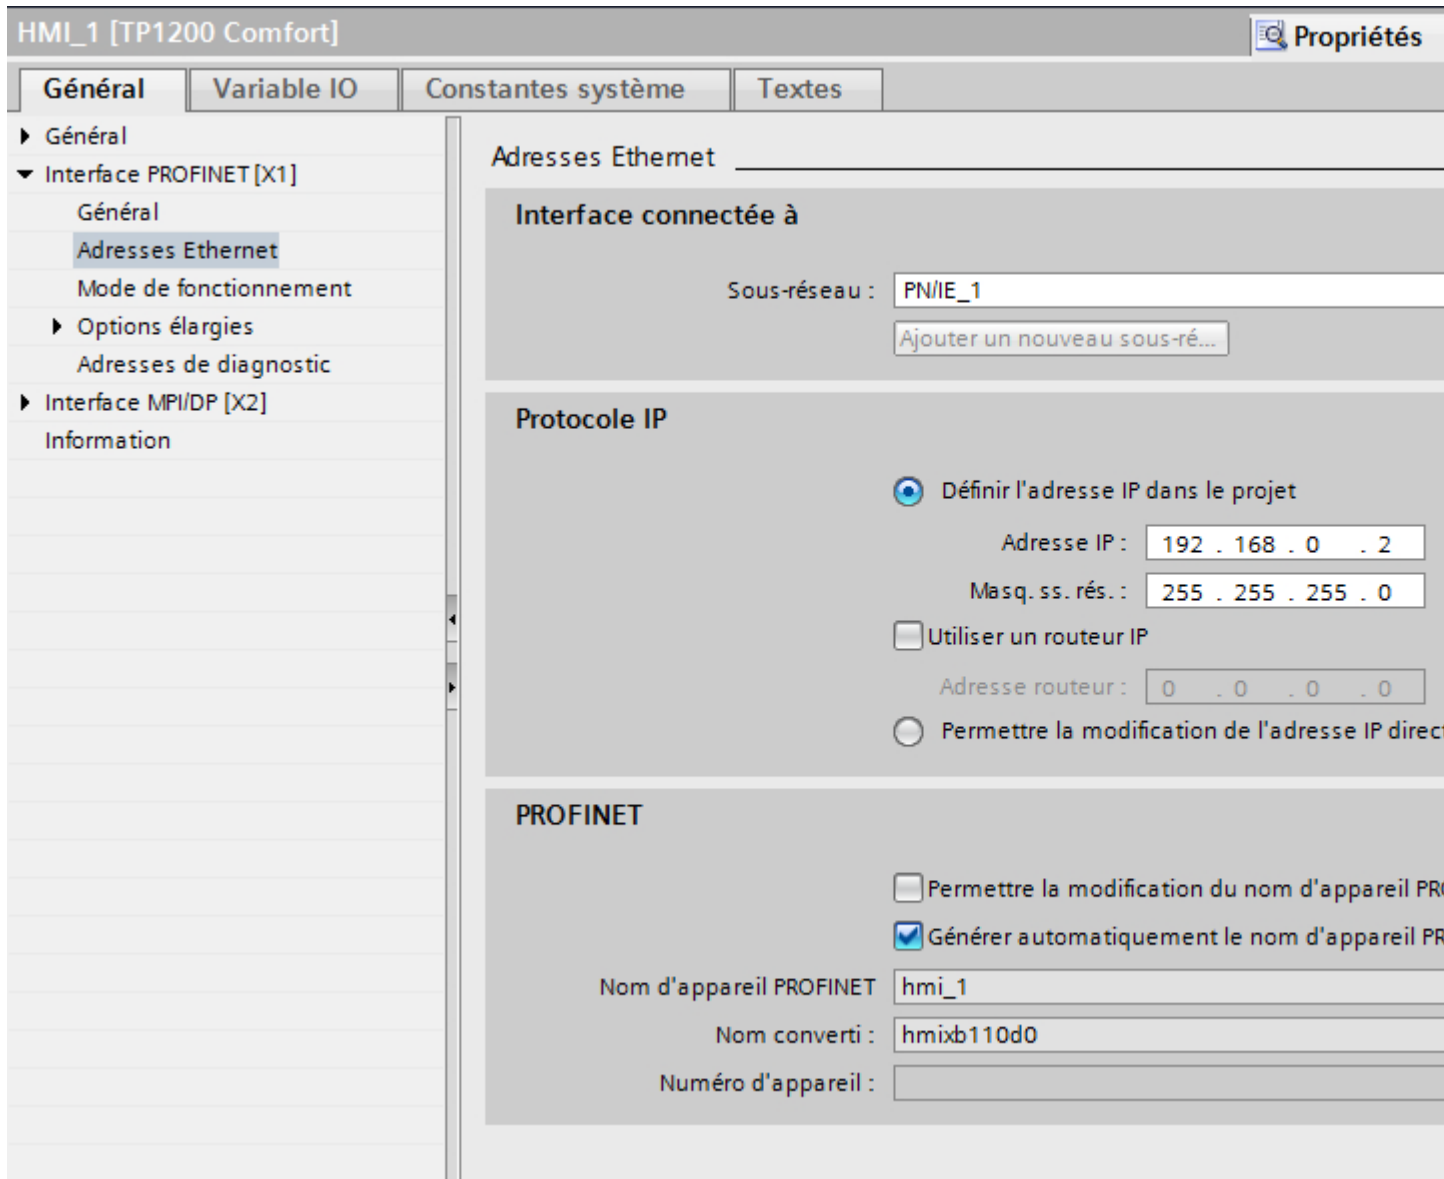 HMI_1 [TP1200 Comfort]
Propriétés
Général
Variable IO
Constantes système
Textes
Général
Interface PROFINET [X1]
Général
Adresses Ethernet
Mode de fonctionnement
Options élargies
Adresses de diagnostic
Interface MPI/DP [X2]
Information
Adresses Ethernet
Interface connectée à
Sous-réseau : PN/IE_1
Ajouter un nouveau sous-ré...
Protocole IP
Définir l'adresse IP dans le projet
Adresse IP : 192 . 168 . 0 . 2
Masq. ss. rés. : 255 . 255 . 255 . 0
Utiliser un routeur IP
Adresse routeur : 0 . 0 . 0 . 0
Permettre la modification de l'adresse IP direct
PROFINET
Permettre la modification du nom d'appareil PRO
Générer automatiquement le nom d'appareil PR
Nom d'appareil PROFINET hmi_1
Nom converti : hmixb110d0
Numéro d'appareil :